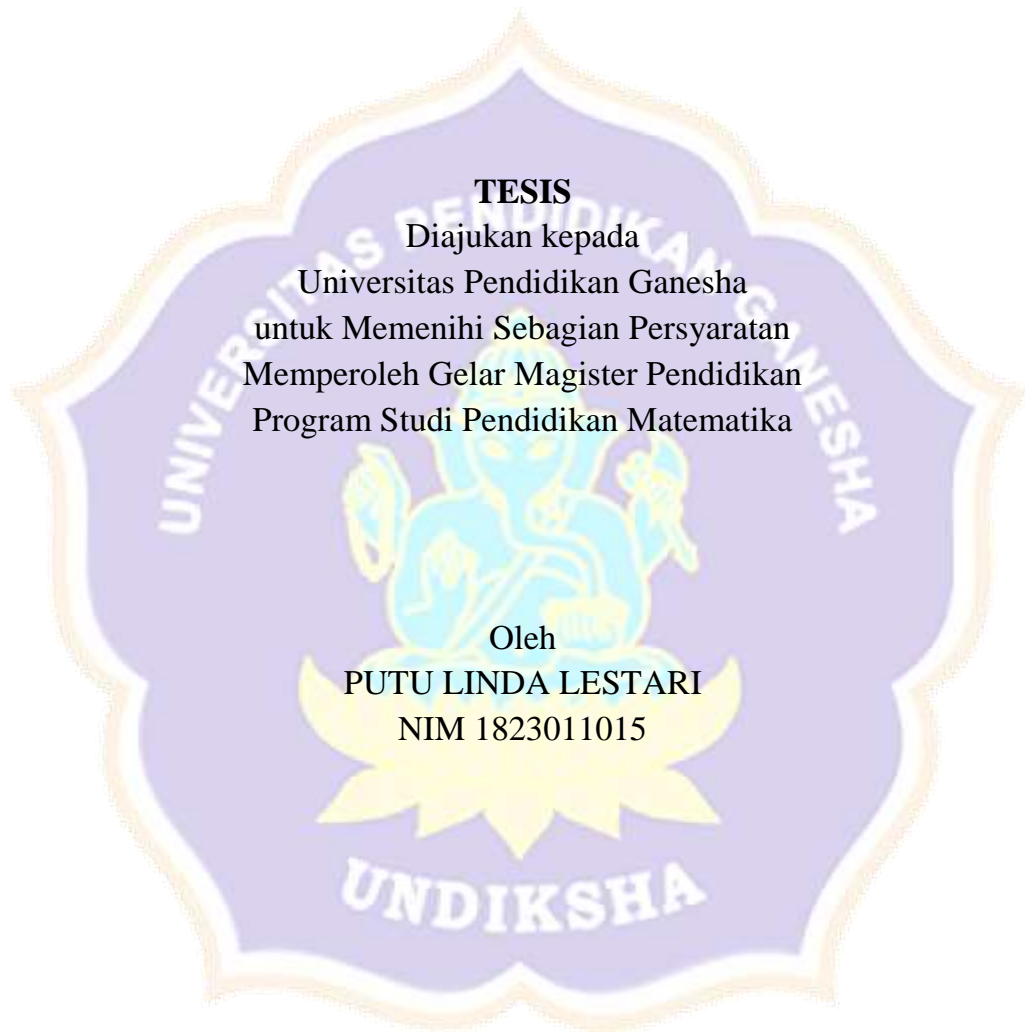 TESIS
Diajukan kepada
Universitas Pendidikan Ganesha
untuk Memenihi Sebagian Persyaratan
Memperoleh Gelar Magister Pendidikan
Program Studi Pendidikan Matematika
UNIVERSITAS PENDIDIKAN GANESHA
Oleh
PUTU LINDA LESTARI
NIM 1823011015
UNDIKSHA